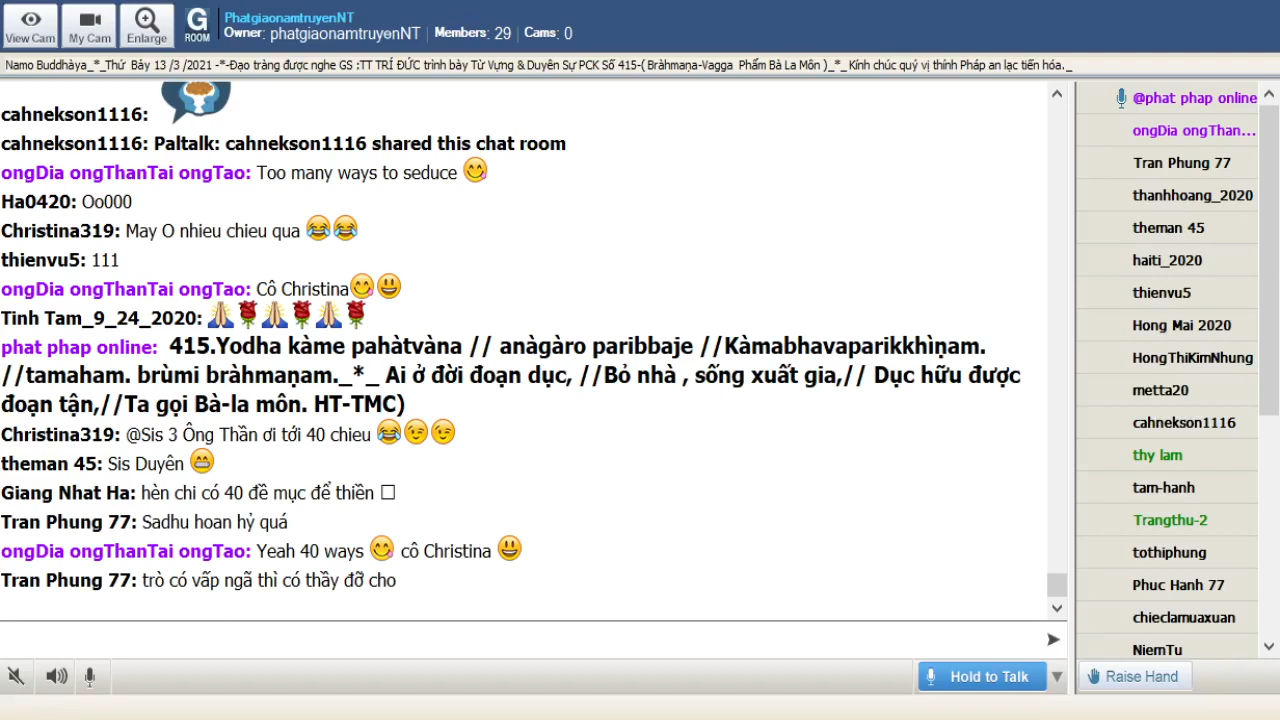 View Cam
My Cam
Enlarge
G
ROOM
PhatgiaonamtruyenNT
Owner: phatgiaonamtruyenNT | Members: 29 | Cams: 0
Namo Buddhàya_*_Thứ Bảy 13 /3 /2021 -*-Đạo tràng được nghe GS :TT TRÍ ĐỨC trình bày Từ Vựng & Duyên Sự PCK Số 415-( Bràhmaṇa-Vagga Phẩm Bà La Môn )_*_ Kính chúc quý vị thính Pháp an lạc tiến hóa._
cahnekson1116:
cahnekson1116: Paltalk: cahnekson1116 shared this chat room
ongDia ongThanTai ongTao: Too many ways to seduce 😋
Ha0420: Oo000
Christina319: May O nhieu chieu qua 😂😂
thienvu5: 111
ongDia ongThanTai ongTao: Cô Christina😋😃
Tinh Tam_9_24_2020: 🙏🌹🙏🌹🙏🌹
phat phap online: 415.Yodha kàme pahàtvàna // anàgàro paribbaje //Kàmabhavaparikkhìṇam.
//tamaham. brùmi bràhmaṇam._*_ Ai ở đời đoạn dục, //Bỏ nhà , sống xuất gia,// Dục hữu được
đoạn tận,//Ta gọi Bà-la môn. HT-TMC)
Christina319: @Sis 3 Ông Thần ơi tới 40 chieu 😂😉😉
theman 45: Sis Duyên 😁
Giang Nhat Ha: hèn chi có 40 đề mục để thiền □
Tran Phung 77: Sadhu hoan hỷ quá
ongDia ongThanTai ongTao: Yeah 40 ways 😋 cô Christina 😃
Tran Phung 77: trò có vấp ngã thì có thầy đỡ cho
Hold to Talk
@phat phap online
ongDia ongThan...
Tran Phung 77
thanhhoang_2020
theman 45
haiti_2020
thienvu5
Hong Mai 2020
HongThiKimNhung
metta20
cahnekson1116
thy lam
tam-hanh
Trangthu-2
tothiphung
Phuc Hanh 77
chieclamuaxuan
NiemTu
Raise Hand